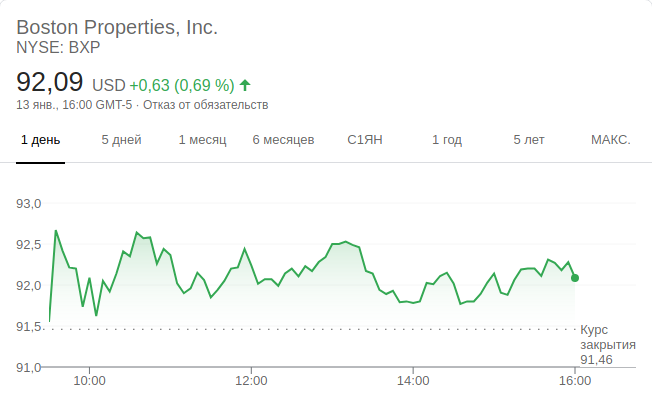 Boston Properties, Inc.
NYSE: BXP
92,09 USD +0,63 (0,69 %)
13 янв., 16:00 GMT-5 · Отказ от обязательств
1 день 5 дней 1 месяц 6 месяцев С1ЯН 1 год 5 лет МАКС.
93,0
92,5
92,0
91,5
Курс
закрытия
91,46
91,0
10:00 12:00 14:00 16:00